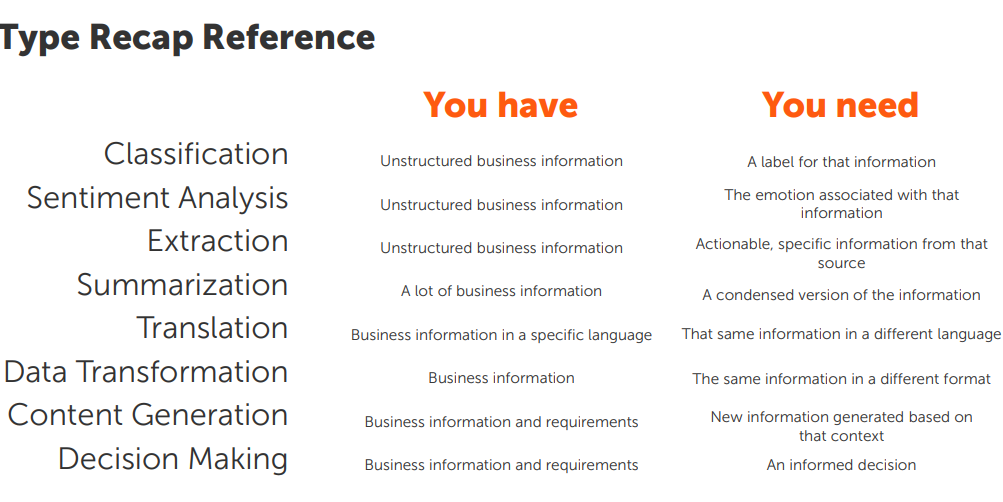 Type Recap Reference
You have
You need
Classification
Unstructured business information
A label for that information
Sentiment Analysis
Unstructured business information
The emotion associated with that
information
Extraction
Unstructured business information
Actionable, specific information from that
source
Summarization
A lot of business information
A condensed version of the information
Translation
Business information in a specific language
That same information in a different language
Data Transformation
Business information
The same information in a different format
Content Generation
Business information and requirements
New information generated based on
that context
Decision Making
Business information and requirements
An informed decision